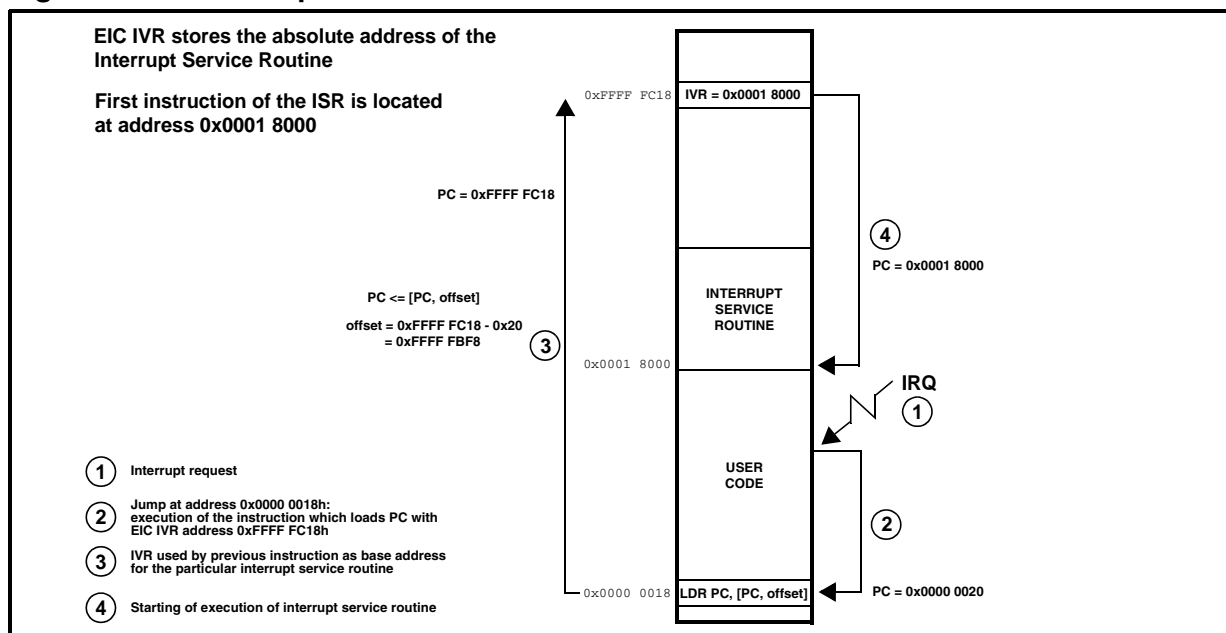 EIC IVR stores the absolute address of the
Interrupt Service Routine
First instruction of the ISR is located
at address 0x0001 8000
0xFFFF FC18
IVR = 0x0001 8000
PC = 0xFFFF FC18
4
PC = 0x0001 8000
PC <= [PC, offset]
offset = 0xFFFF FC18 - 0x20
= 0xFFFF FBF8
3
INTERRUPT
SERVICE
ROUTINE
0x0001 8000
IRQ
1
USER
CODE
2
1 Interrupt request
2 Jump at address 0x0000 0018h:
execution of the instruction which loads PC with
EIC IVR address 0xFFFF FC18h
3 IVR used by previous instruction as base address
for the particular interrupt service routine
4 Starting of execution of interrupt service routine
0x0000 0018
LDR PC, [PC, offset]
PC = 0x0000 0020